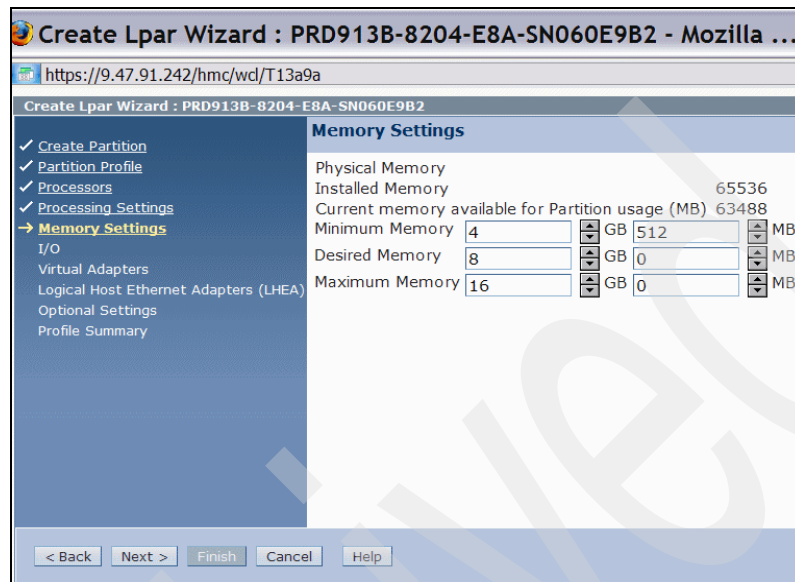 Create Lpar Wizard : PRD913B-8204-E8A-SN060E9B2 - Mozilla ...
https://9.47.91.242/hmc/wcl/T13a9a
Create Lpar Wizard : PRD913B-8204-E8A-SN060E9B2
Create Partition
Partition Profile
Processors
Processing Settings
Memory Settings
I/O
Virtual Adapters
Logical Host Ethernet Adapters (LHEA)
Optional Settings
Profile Summary
Memory Settings
Physical Memory
Installed Memory 65536
Current memory available for Partition usage (MB) 63488
Minimum Memory 4 GB 512 MB
Desired Memory 8 GB 0 MB
Maximum Memory 16 GB 0 MB
< Back Next > Finish Cancel Help